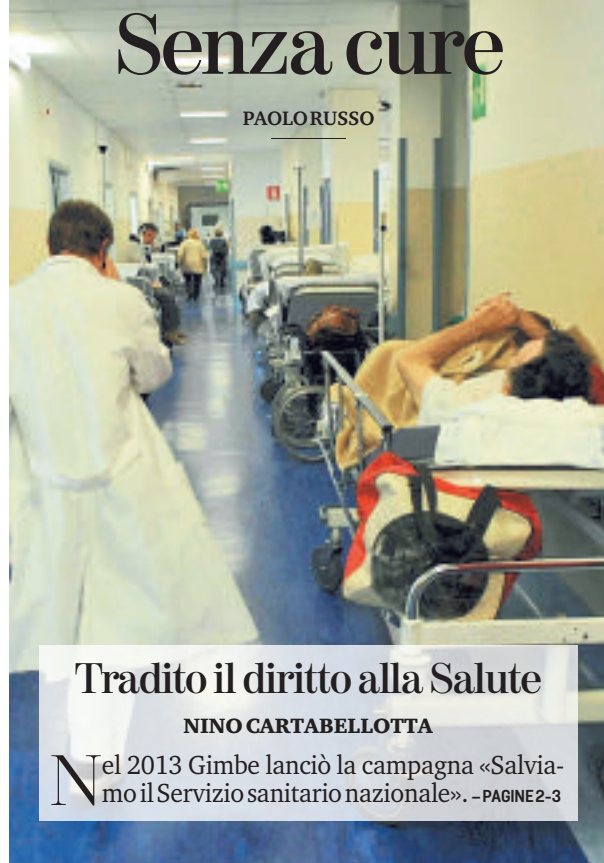 Senza cure
PAOLO RUSSO
Tradito il diritto alla Salute
NINO CARTABELLOTTA
Nel 2013 Gimbe lanciò la campagna «Salvia-
mo il Servizio sanitario nazionale». – PAGINE 2-3